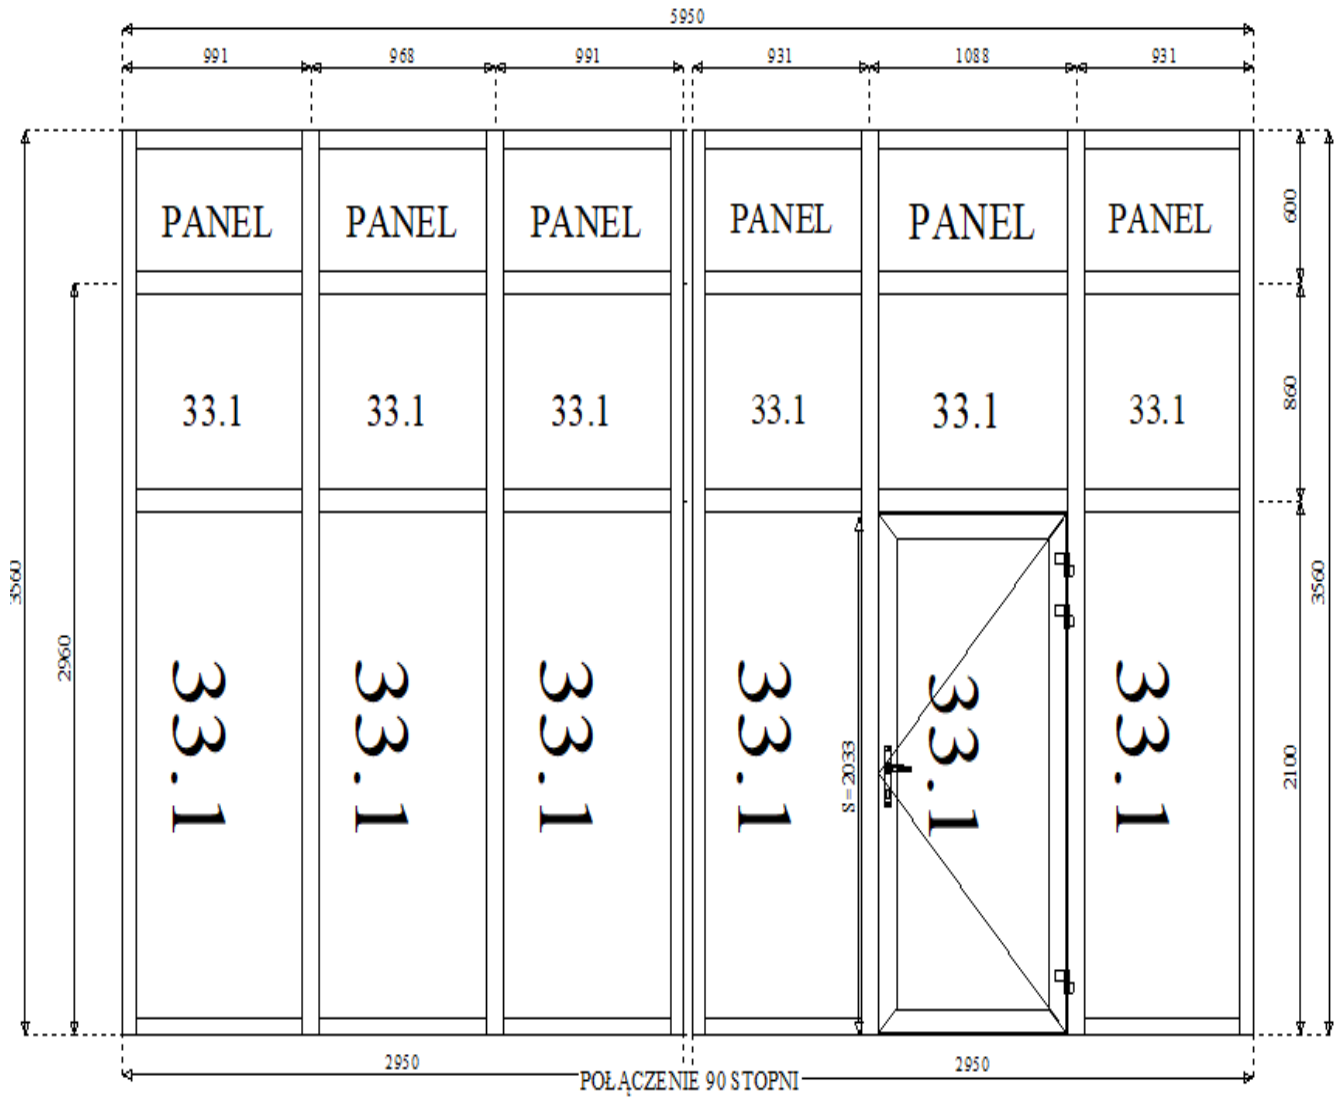 5950
991 968 991 931 1088 931
PANEL PANEL PANEL PANEL PANEL PANEL
600
33.1 33.1 33.1 33.1 33.1 33.1
860
3560
2960
33.1 33.1 33.1 33.1 33.1 33.1
S = 2033
2100
3560
2950 2950
POŁĄCZENIE 90 STOPNI